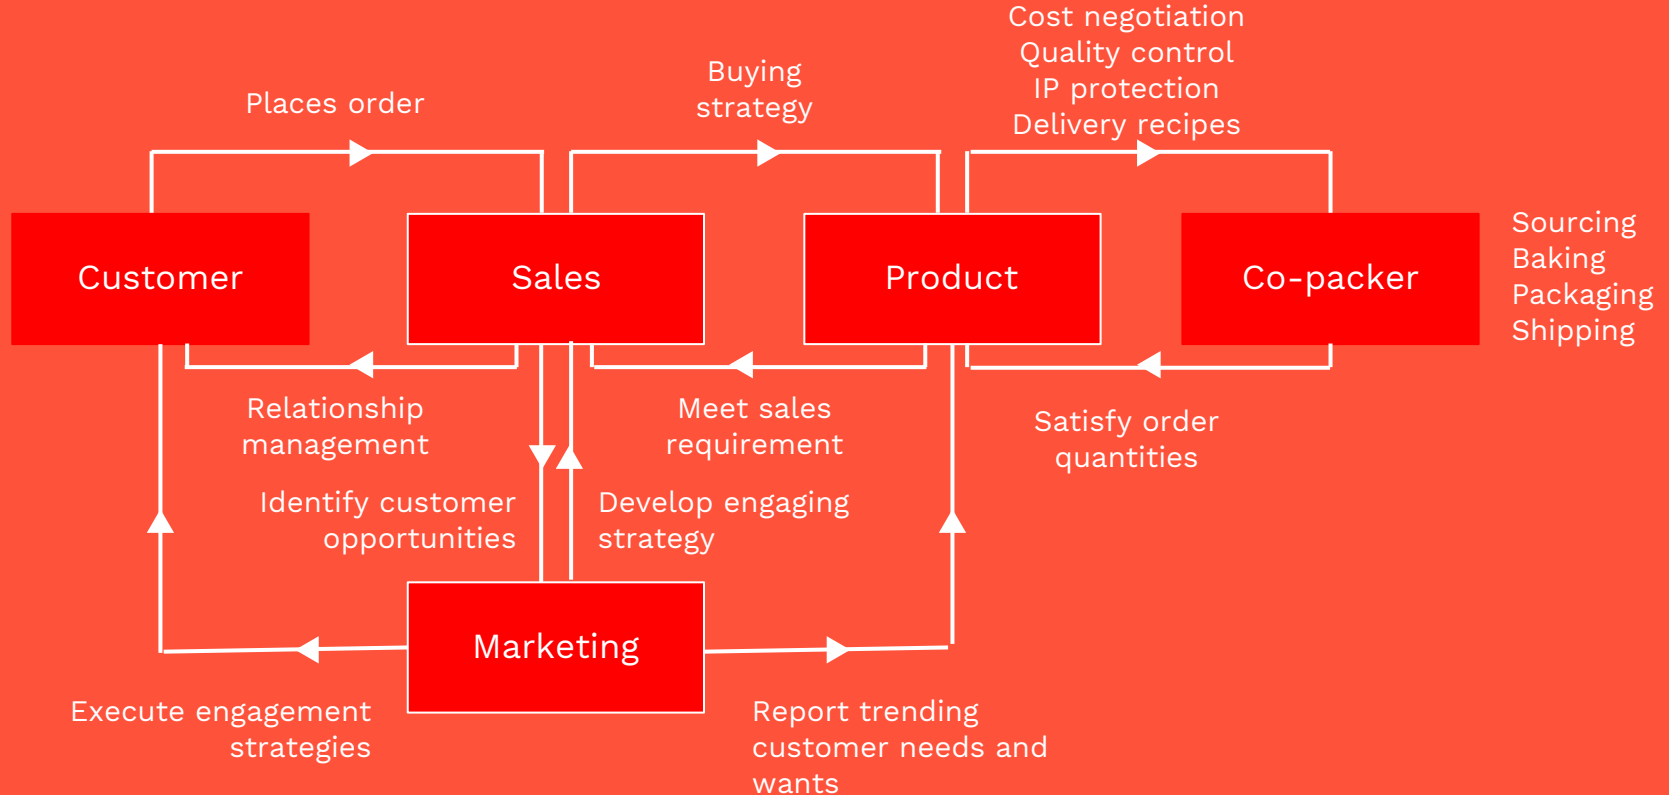 Cost negotiation
Quality control
IP protection
Delivery recipes
Buying
strategy
Places order
Customer
Sales
Product
Co-packer
Sourcing
Baking
Packaging
Shipping
Relationship
management
Meet sales
requirement
Satisfy order
quantities
Identify customer
opportunities
Develop engaging
strategy
Marketing
Execute engagement
strategies
Report trending
customer needs and
wants